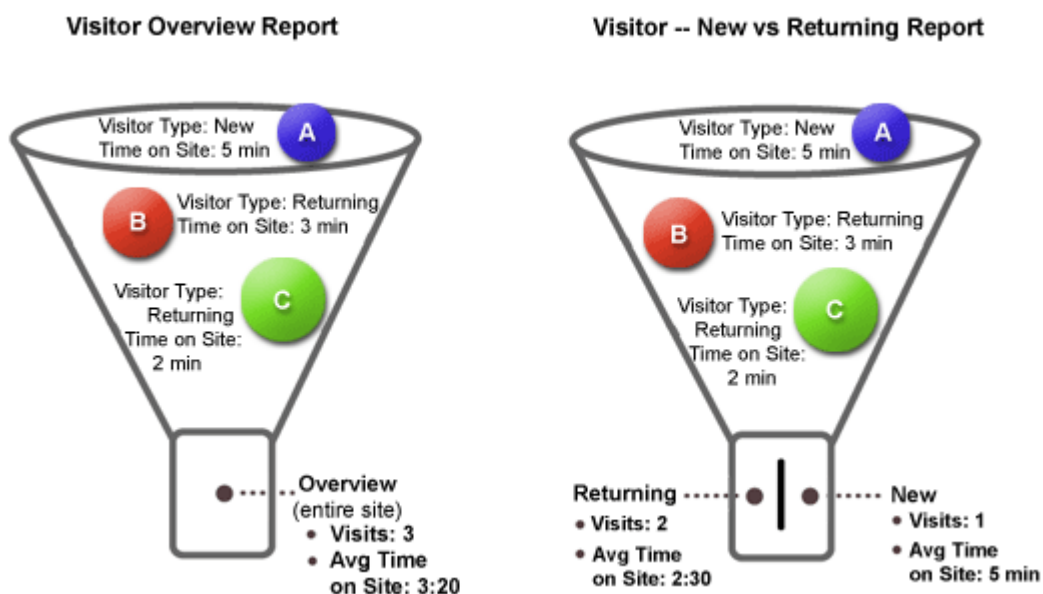 Visitor Overview Report
Visitor Type: New
Time on Site: 5 min
A
B
Visitor Type: Returning
Time on Site: 3 min
Visitor Type:
Returning
Time on Site:
2 min
C
Overview
(entire site)
• Visits: 3
• Avg Time
on Site: 3:20
Visitor -- New vs Returning Report
Visitor Type: New
Time on Site: 5 min
A
B
Visitor Type: Returning
Time on Site: 3 min
Visitor Type:
Returning
Time on Site:
2 min
C
Returning
• Visits: 2
• Avg Time
on Site: 2:30
New
• Visits: 1
• Avg Time
on Site: 5 min